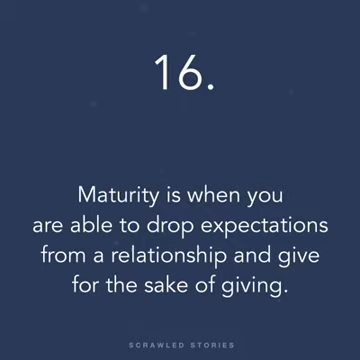 16.
Maturity is when you
are able to drop expectations
from a relationship and give
for the sake of giving.
SCRAWLED STORIES